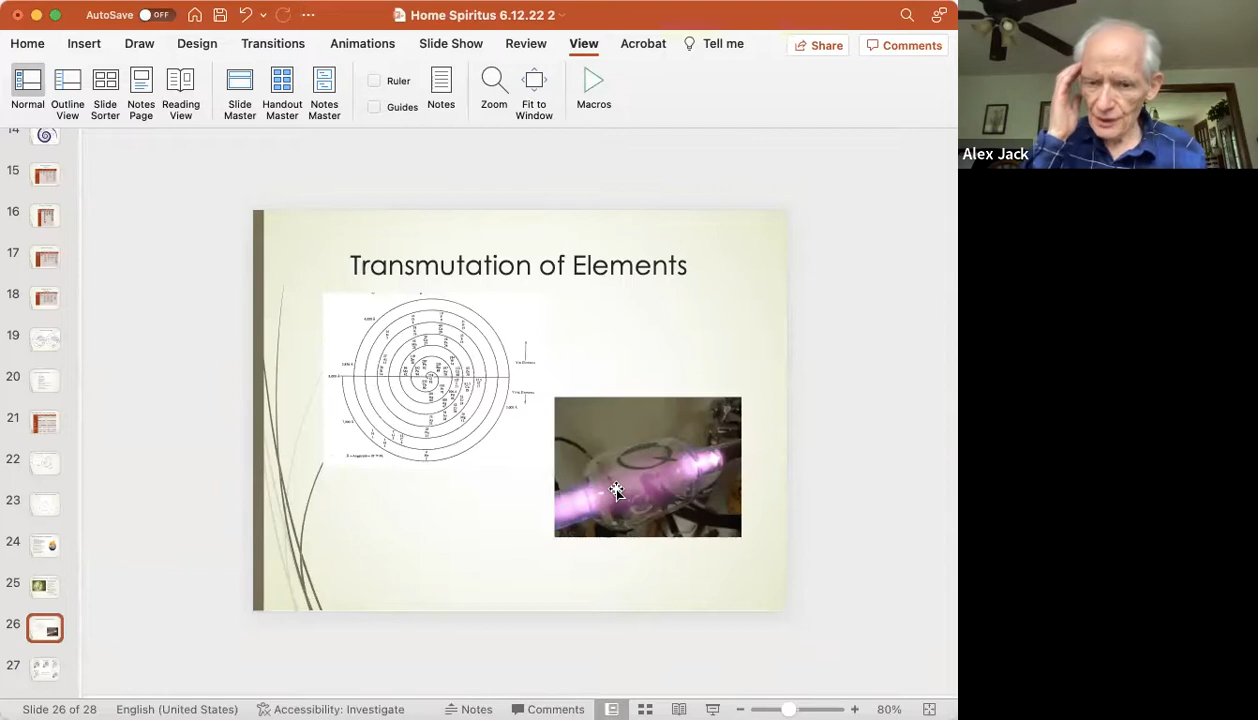 AutoSave OFF
Home Spiritus 6.12.22 2
Home Insert Draw Design Transitions Animations Slide Show Review View Acrobat Tell me Share Comments
Normal Outline View Slide Sorter Notes Page Reading View Slide Master Handout Master Notes Master Ruler Guides Notes Zoom Fit to Window Macros
Alex Jack
14
15
16
17
18
19
20
21
22
23
24
25
26
27
Transmutation of Elements
Slide 26 of 28 English (United States) Accessibility: Investigate Notes Comments 80%